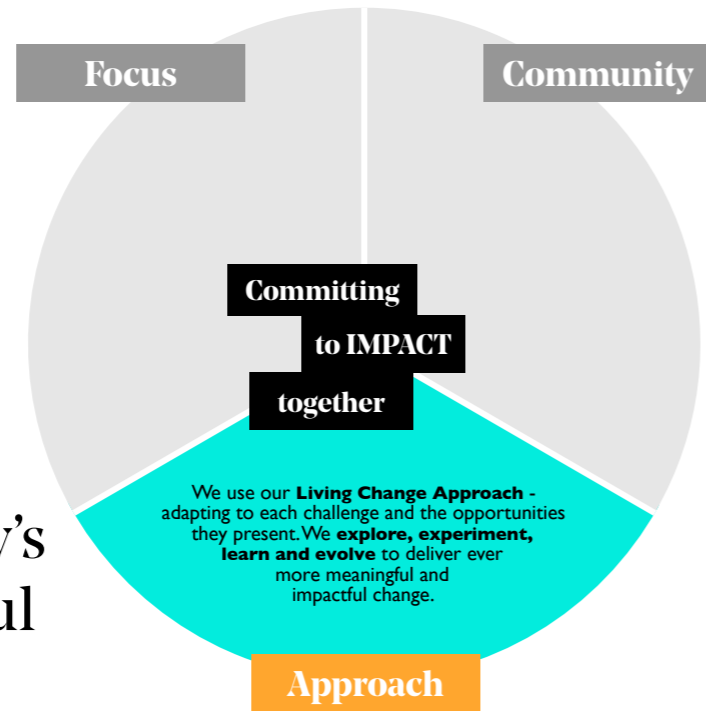 Focus
Community
Committing
to IMPACT
together
We use our Living Change Approach -
adapting to each challenge and the opportunities
they present. We explore, experiment,
learn and evolve to deliver ever
more meaningful and
impactful change.
y's
ul
Approach